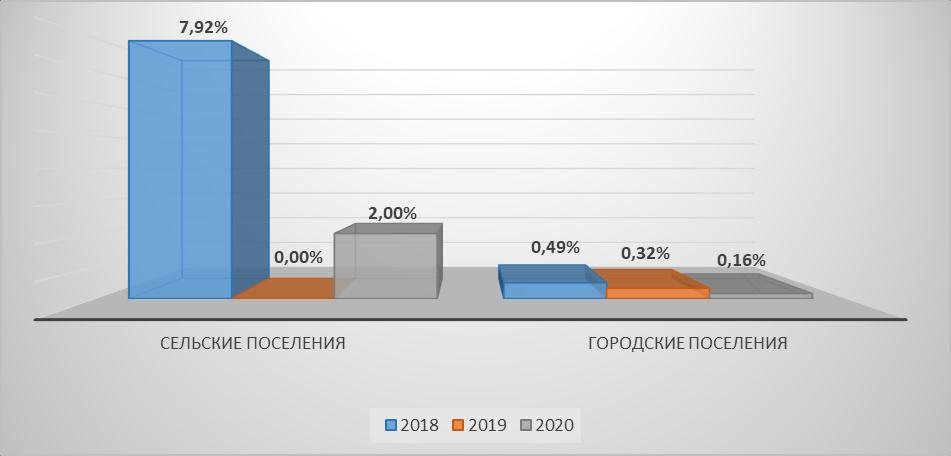 7,92%
0,00%
2,00%
0,49%
0,32%
0,16%
СЕЛЬСКИЕ ПОСЕЛЕНИЯ
ГОРОДСКИЕ ПОСЕЛЕНИЯ
2018 2019 2020